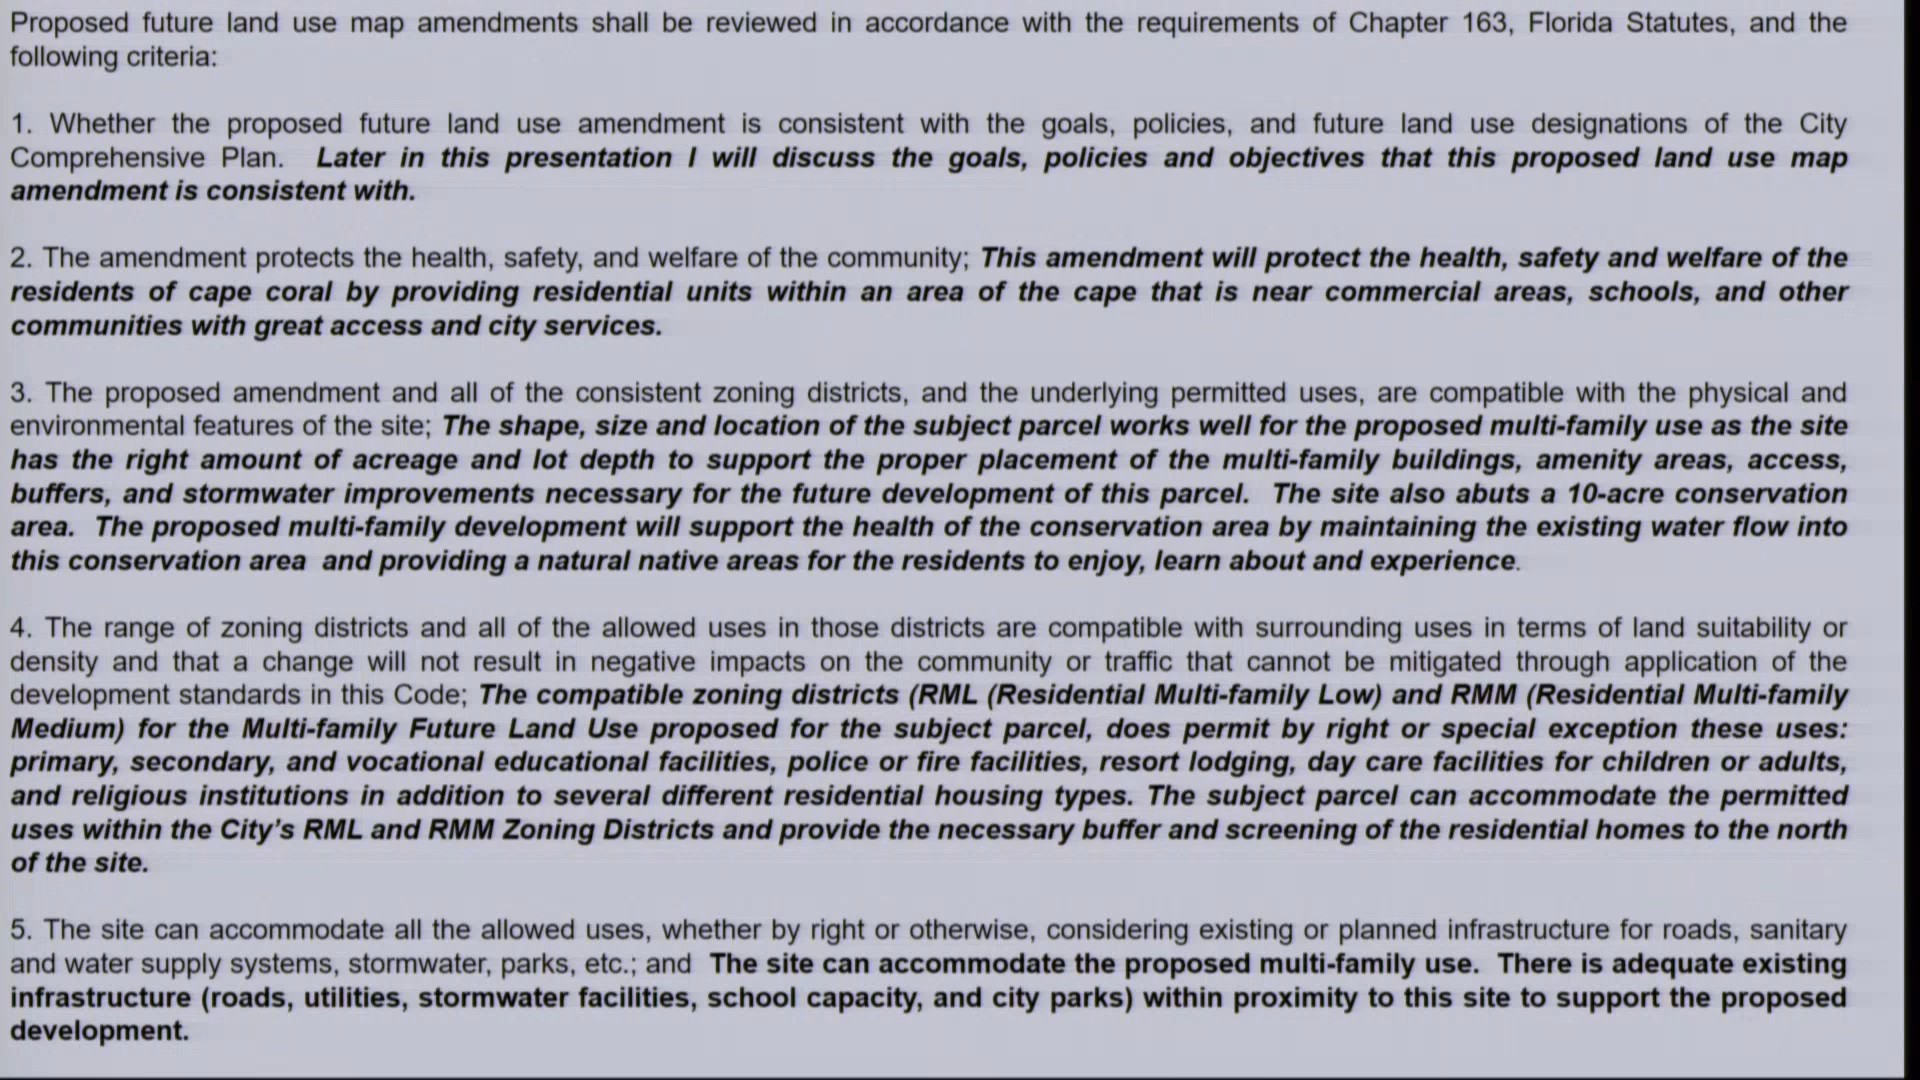 Proposed future land use map amendments shall be reviewed in accordance with the requirements of Chapter 163, Florida Statutes, and the
following criteria:
1. Whether the proposed future land use amendment is consistent with the goals, policies, and future land use designations of the City
Comprehensive Plan. Later in this presentation I will discuss the goals, policies and objectives that this proposed land use map
amendment is consistent with.
2. The amendment protects the health, safety, and welfare of the community; This amendment will protect the health, safety and welfare of the
residents of cape coral by providing residential units within an area of the cape that is near commercial areas, schools, and other
communities with great access and city services.
3. The proposed amendment and all of the consistent zoning districts, and the underlying permitted uses, are compatible with the physical and
environmental features of the site; The shape, size and location of the subject parcel works well for the proposed multi-family use as the site
has the right amount of acreage and lot depth to support the proper placement of the multi-family buildings, amenity areas, access,
buffers, and stormwater improvements necessary for the future development of this parcel. The site also abuts a 10-acre conservation
area. The proposed multi-family development will support the health of the conservation area by maintaining the existing water flow into
this conservation area and providing a natural native areas for the residents to enjoy, learn about and experience.
4. The range of zoning districts and all of the allowed uses in those districts are compatible with surrounding uses in terms of land suitability or
density and that a change will not result in negative impacts on the community or traffic that cannot be mitigated through application of the
development standards in this Code; The compatible zoning districts (RML (Residential Multi-family Low) and RMM (Residential Multi-family
Medium) for the Multi-family Future Land Use proposed for the subject parcel, does permit by right or special exception these uses:
primary, secondary, and vocational educational facilities, police or fire facilities, resort lodging, day care facilities for children or adults,
and religious institutions in addition to several different residential housing types. The subject parcel can accommodate the permitted
uses within the City's RML and RMM Zoning Districts and provide the necessary buffer and screening of the residential homes to the north
of the site.
5. The site can accommodate all the allowed uses, whether by right or otherwise, considering existing or planned infrastructure for roads, sanitary
and water supply systems, stormwater, parks, etc.; and The site can accommodate the proposed multi-family use. There is adequate existing
infrastructure (roads, utilities, stormwater facilities, school capacity, and city parks) within proximity to this site to support the proposed
development.